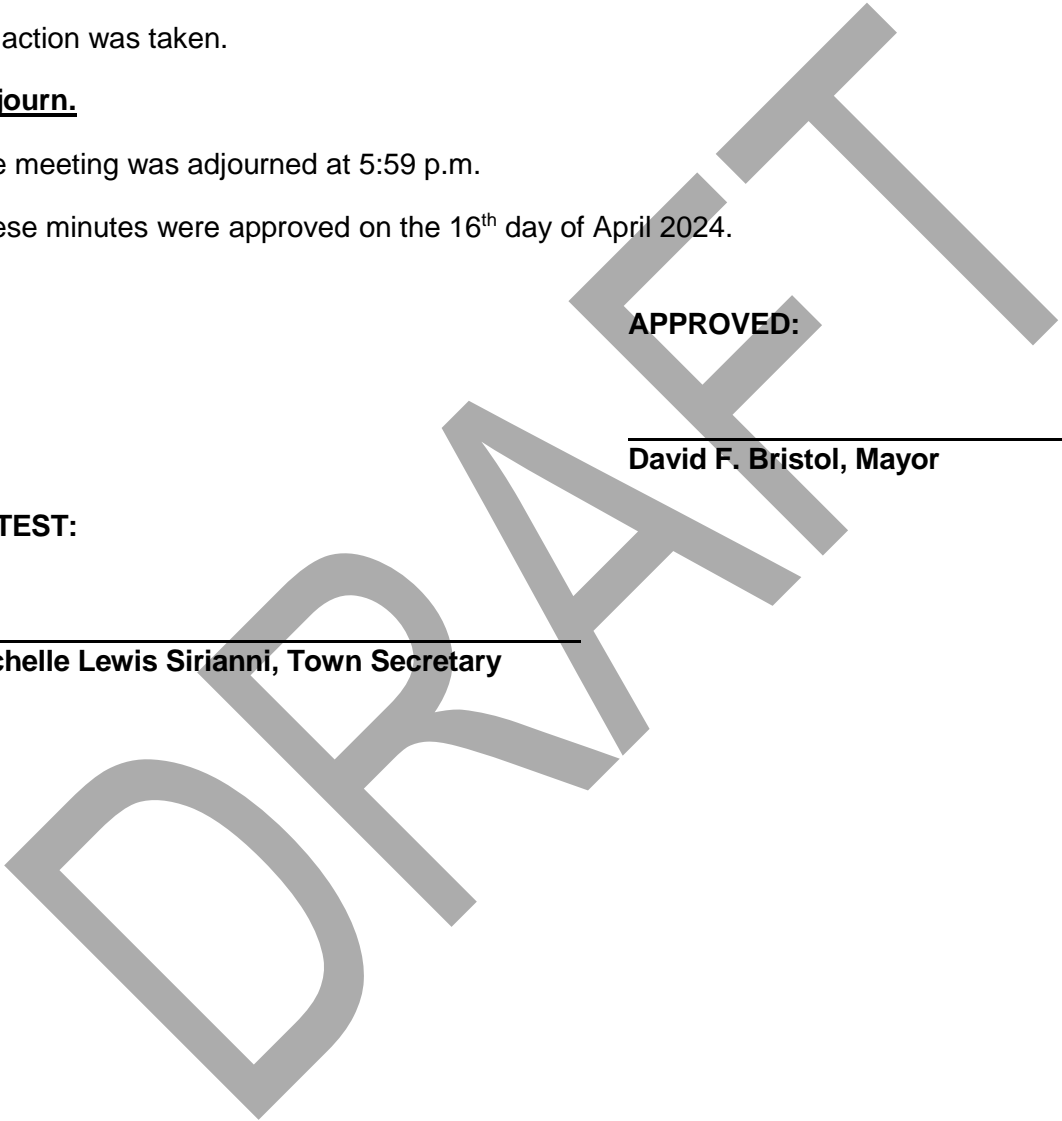 action was taken.
journ.
e meeting was adjourned at 5:59 p.m.
ese minutes were approved on the 16th day of April 2024.
APPROVED:
David F. Bristol, Mayor
TEST:
chelle Lewis Sirianni, Town Secretary
DRAFT